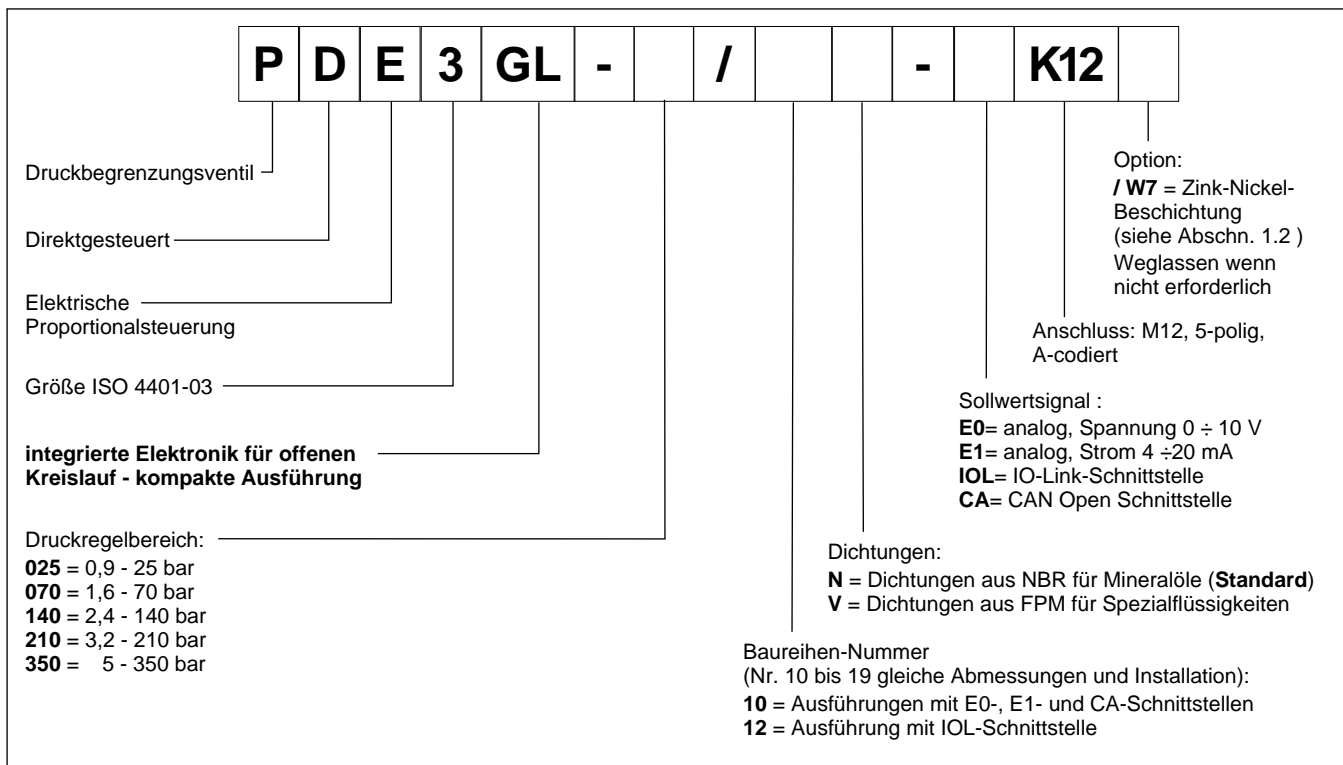 P D E 3 GL - / - K12
Druckbegrenzungsventil
Direktgesteuert
Elektrische
Proportionalsteuerung
Größe ISO 4401-03
integrierte Elektronik für offenen
Kreislauf - kompakte Ausführung
Druckregelbereich:
025 = 0,9 - 25 bar
070 = 1,6 - 70 bar
140 = 2,4 - 140 bar
210 = 3,2 - 210 bar
350 = 5 - 350 bar
Option:
/ W7 = Zink-Nickel-
Beschichtung
(siehe Abschn. 1.2 )
Weglassen wenn
nicht erforderlich
Anschluss: M12, 5-polig,
A-codiert
Sollwertsignal :
E0= analog, Spannung 0 ÷ 10 V
E1= analog, Strom 4 ÷20 mA
IOL= IO-Link-Schnittstelle
CA= CAN Open Schnittstelle
Dichtungen:
N = Dichtungen aus NBR für Mineralöle (Standard)
V = Dichtungen aus FPM für Spezialflüssigkeiten
Baureihen-Nummer
(Nr. 10 bis 19 gleiche Abmessungen und Installation):
10 = Ausführungen mit E0-, E1- und CA-Schnittstellen
12 = Ausführung mit IOL-Schnittstelle